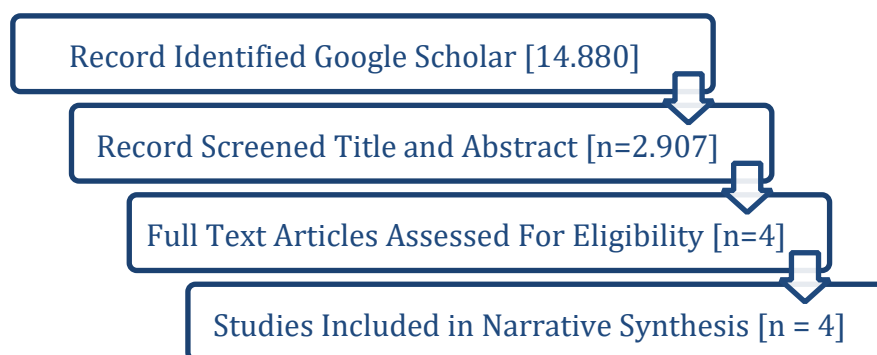 Record Identified Google Scholar [14.880]
Record Screened Title and Abstract [n=2.907]
Full Text Articles Assessed For Eligibility [n=4]
Studies Included in Narrative Synthesis [n = 4]